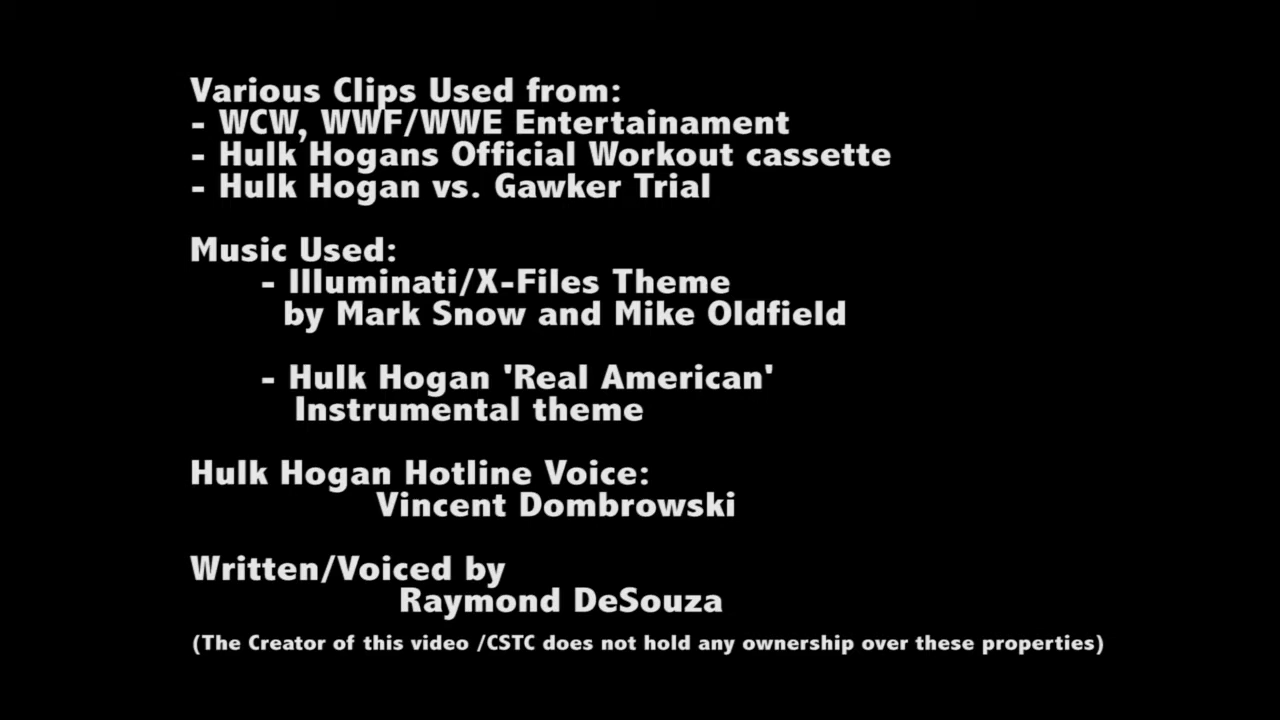 Various Clips Used from:
- WCW, WWF/WWE Entertainament
- Hulk Hogans Official Workout cassette
- Hulk Hogan vs. Gawker Trial
Music Used:
- Illuminati/X-Files Theme
by Mark Snow and Mike Oldfield
- Hulk Hogan 'Real American'
Instrumental theme
Hulk Hogan Hotline Voice:
Vincent Dombrowski
Written/Voiced by
Raymond DeSouza
(The Creator of this video /CSTC does not hold any ownership over these properties)